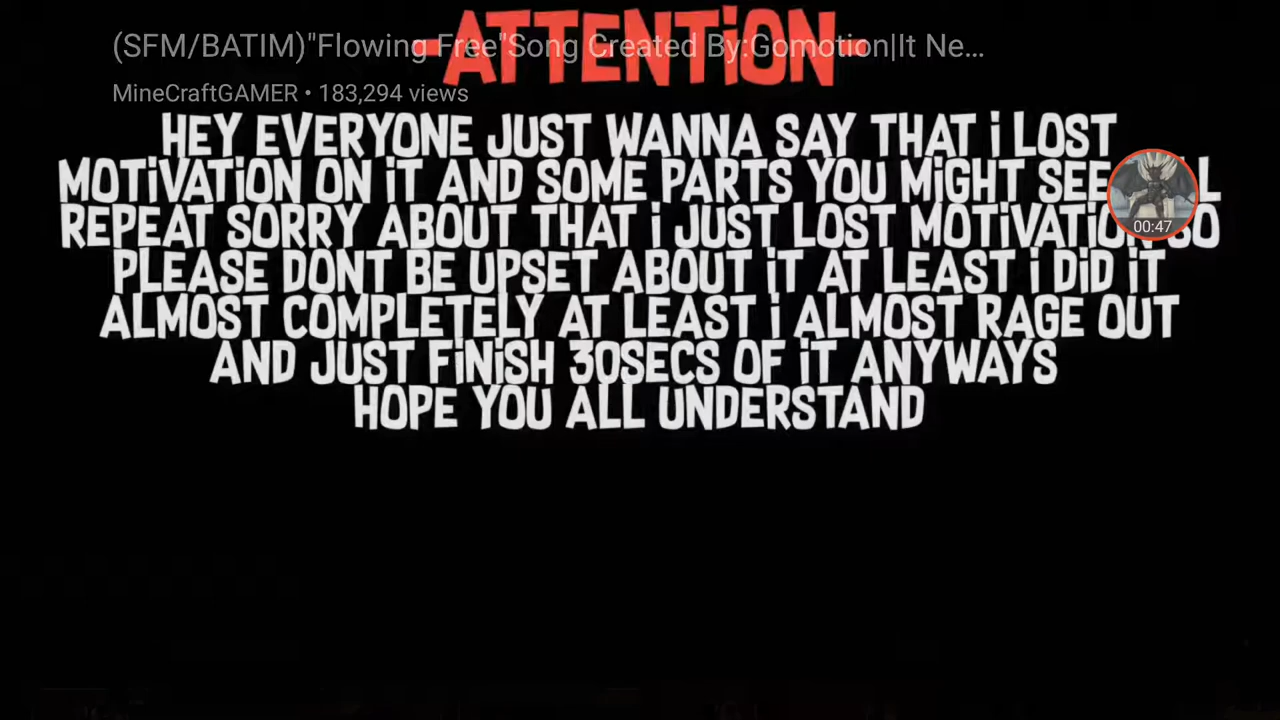 -ATTENTiON-
(SFM/BATIM)"Flowing Free"Song Created By:Gomotion|It Ne...
MineCraftGAMER • 183,294 views
HEY EVERYONE JUST WANNA SAY THAT i LOST
MOTiVATiON ON iT AND SOME PARTS YOU MiGHT SEE
00:47
REPEAT SORRY ABOUT THAT i JUST LOST MOTiVATiON SO
PLEASE DONT BE UPSET ABOUT iT AT LEAST i DiD iT
ALMOST COMPLETELY AT LEAST i ALMOST RAGE OUT
AND JUST FiNiSH 30SECS OF iT ANYWAYS
HOPE YOU ALL UNDERSTAND